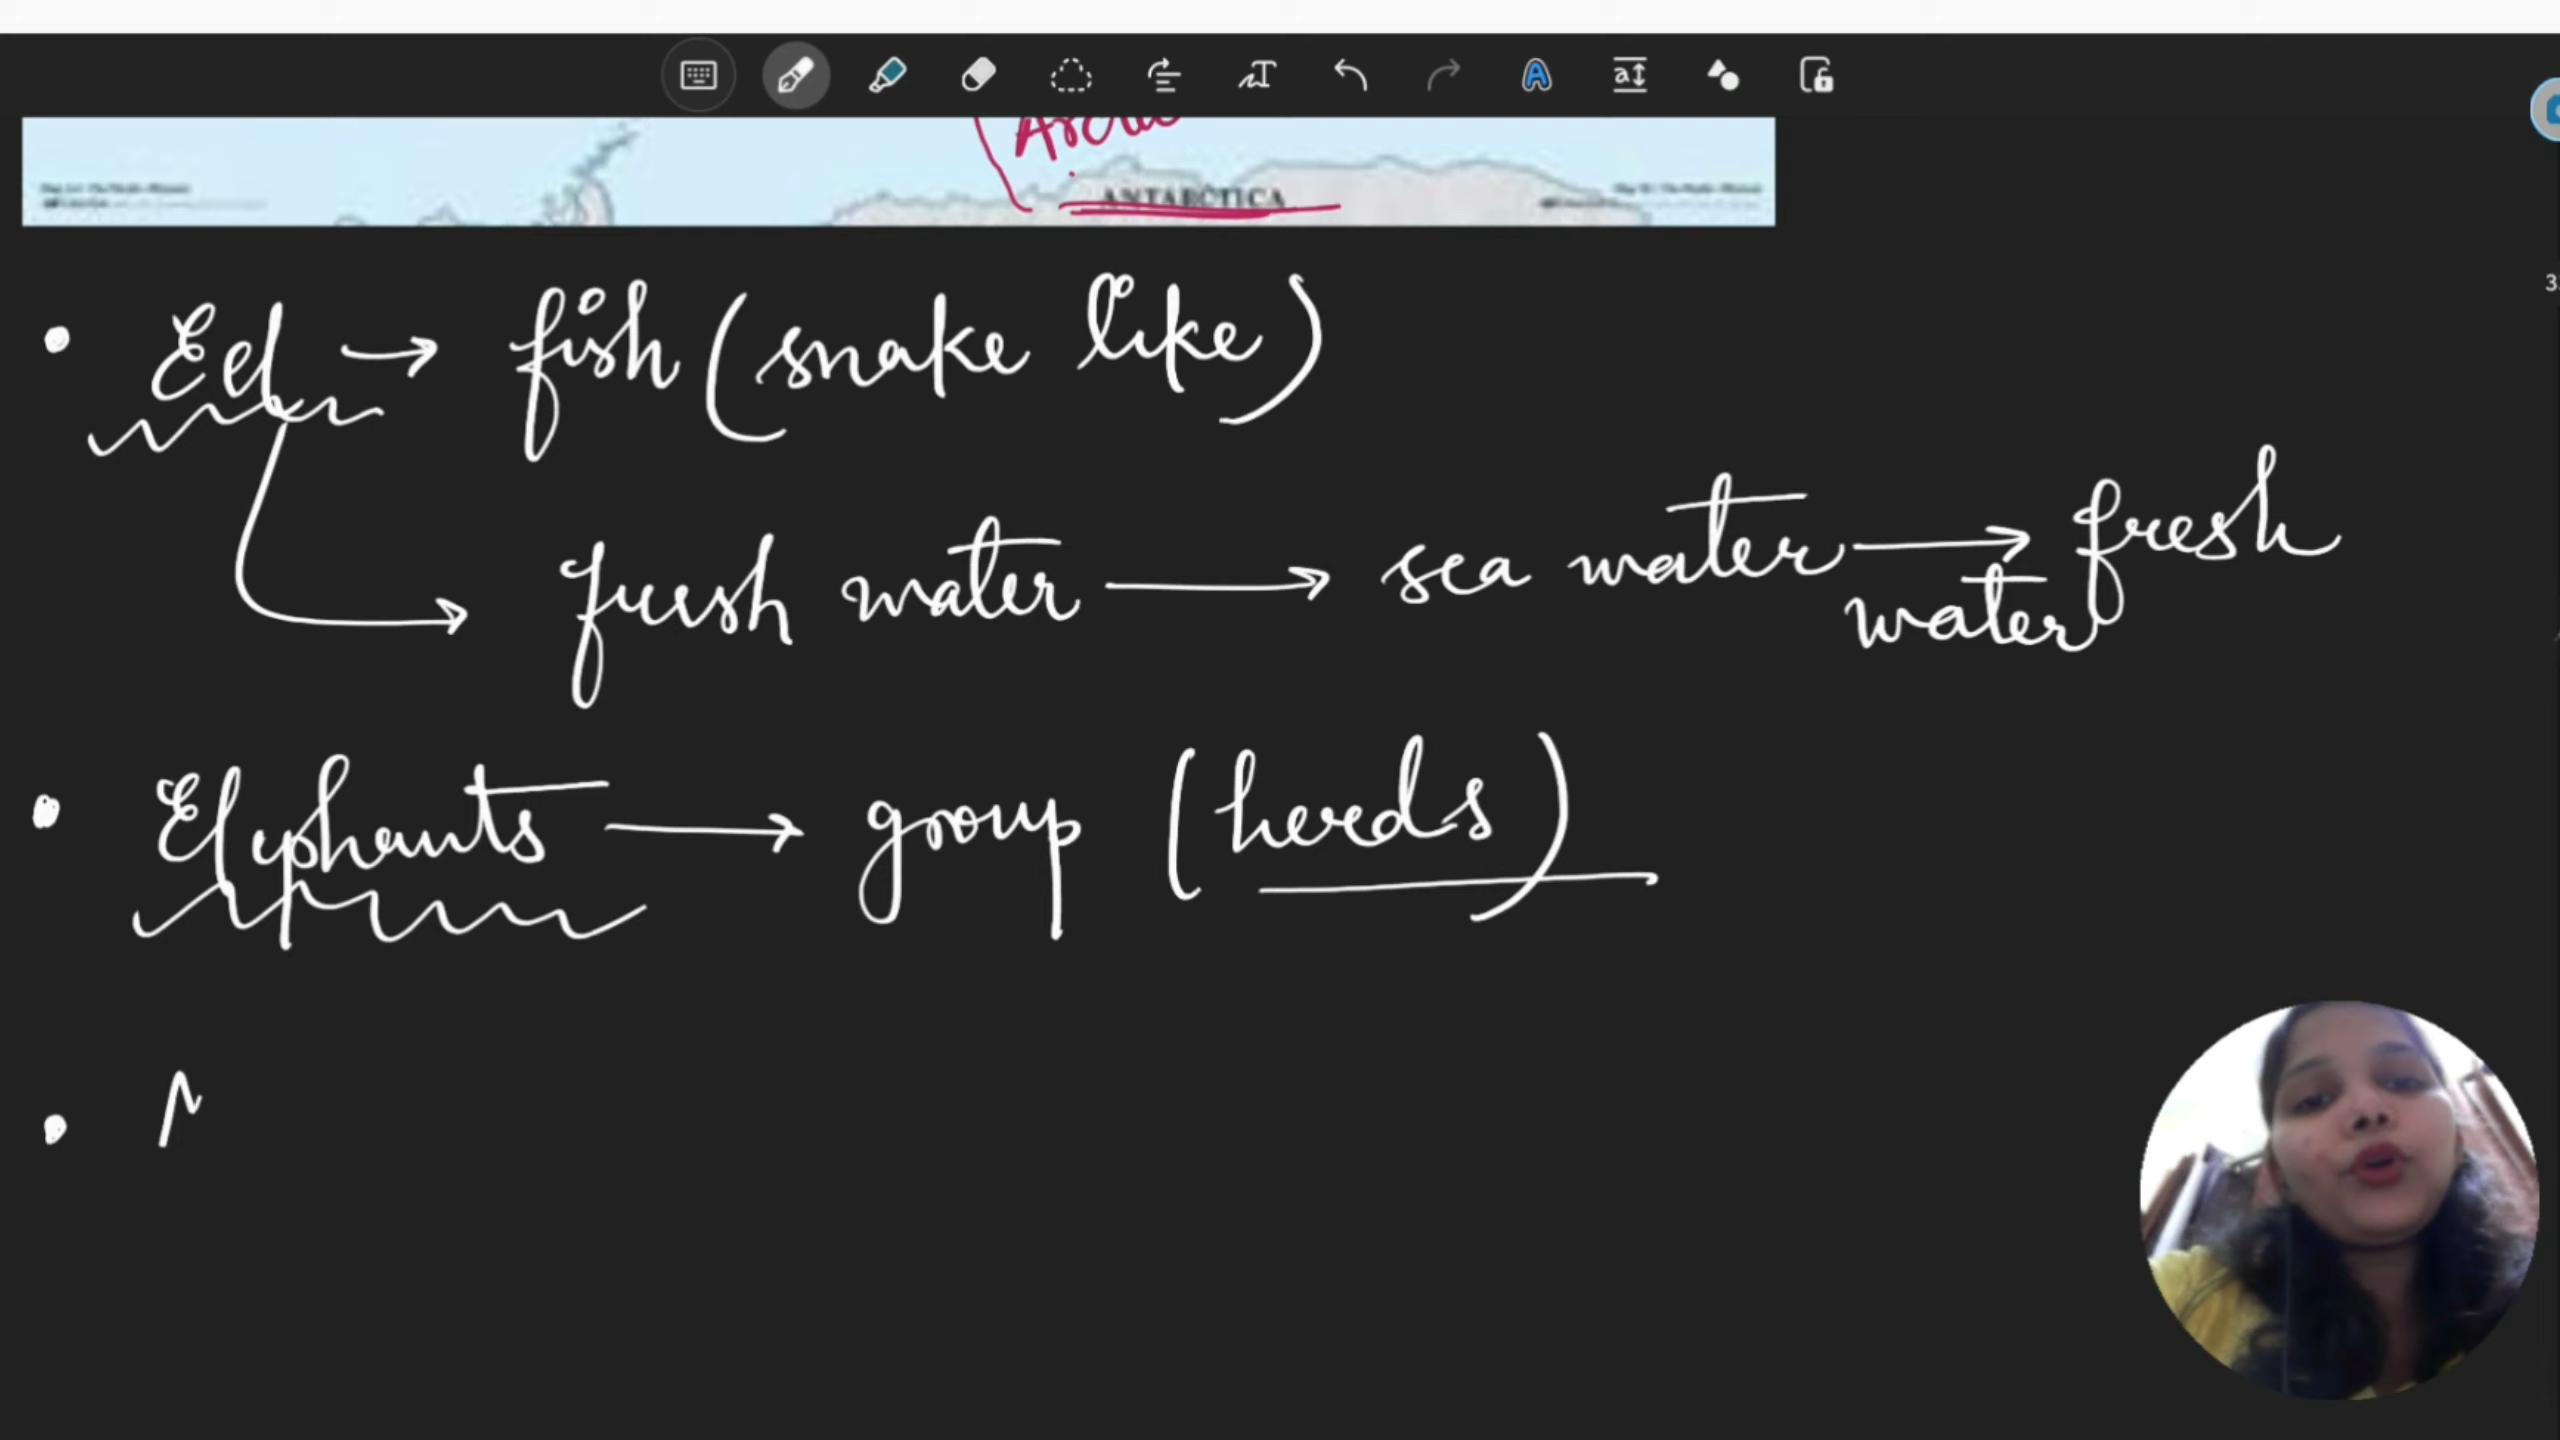 ANTARCTICA
• Eel → fish (snake like)
fresh water → sea water → fresh
water
• Elephants → group (herds)